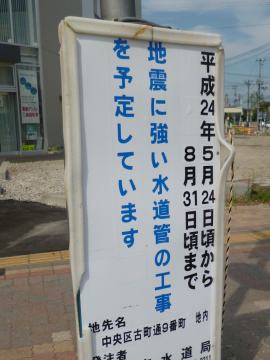 平成24年5月24日頃から
8月31日頃まで
地震に強い水道管の工事
を予定しています
地先名 中央区古町通9番町 地内
発注者 水道局